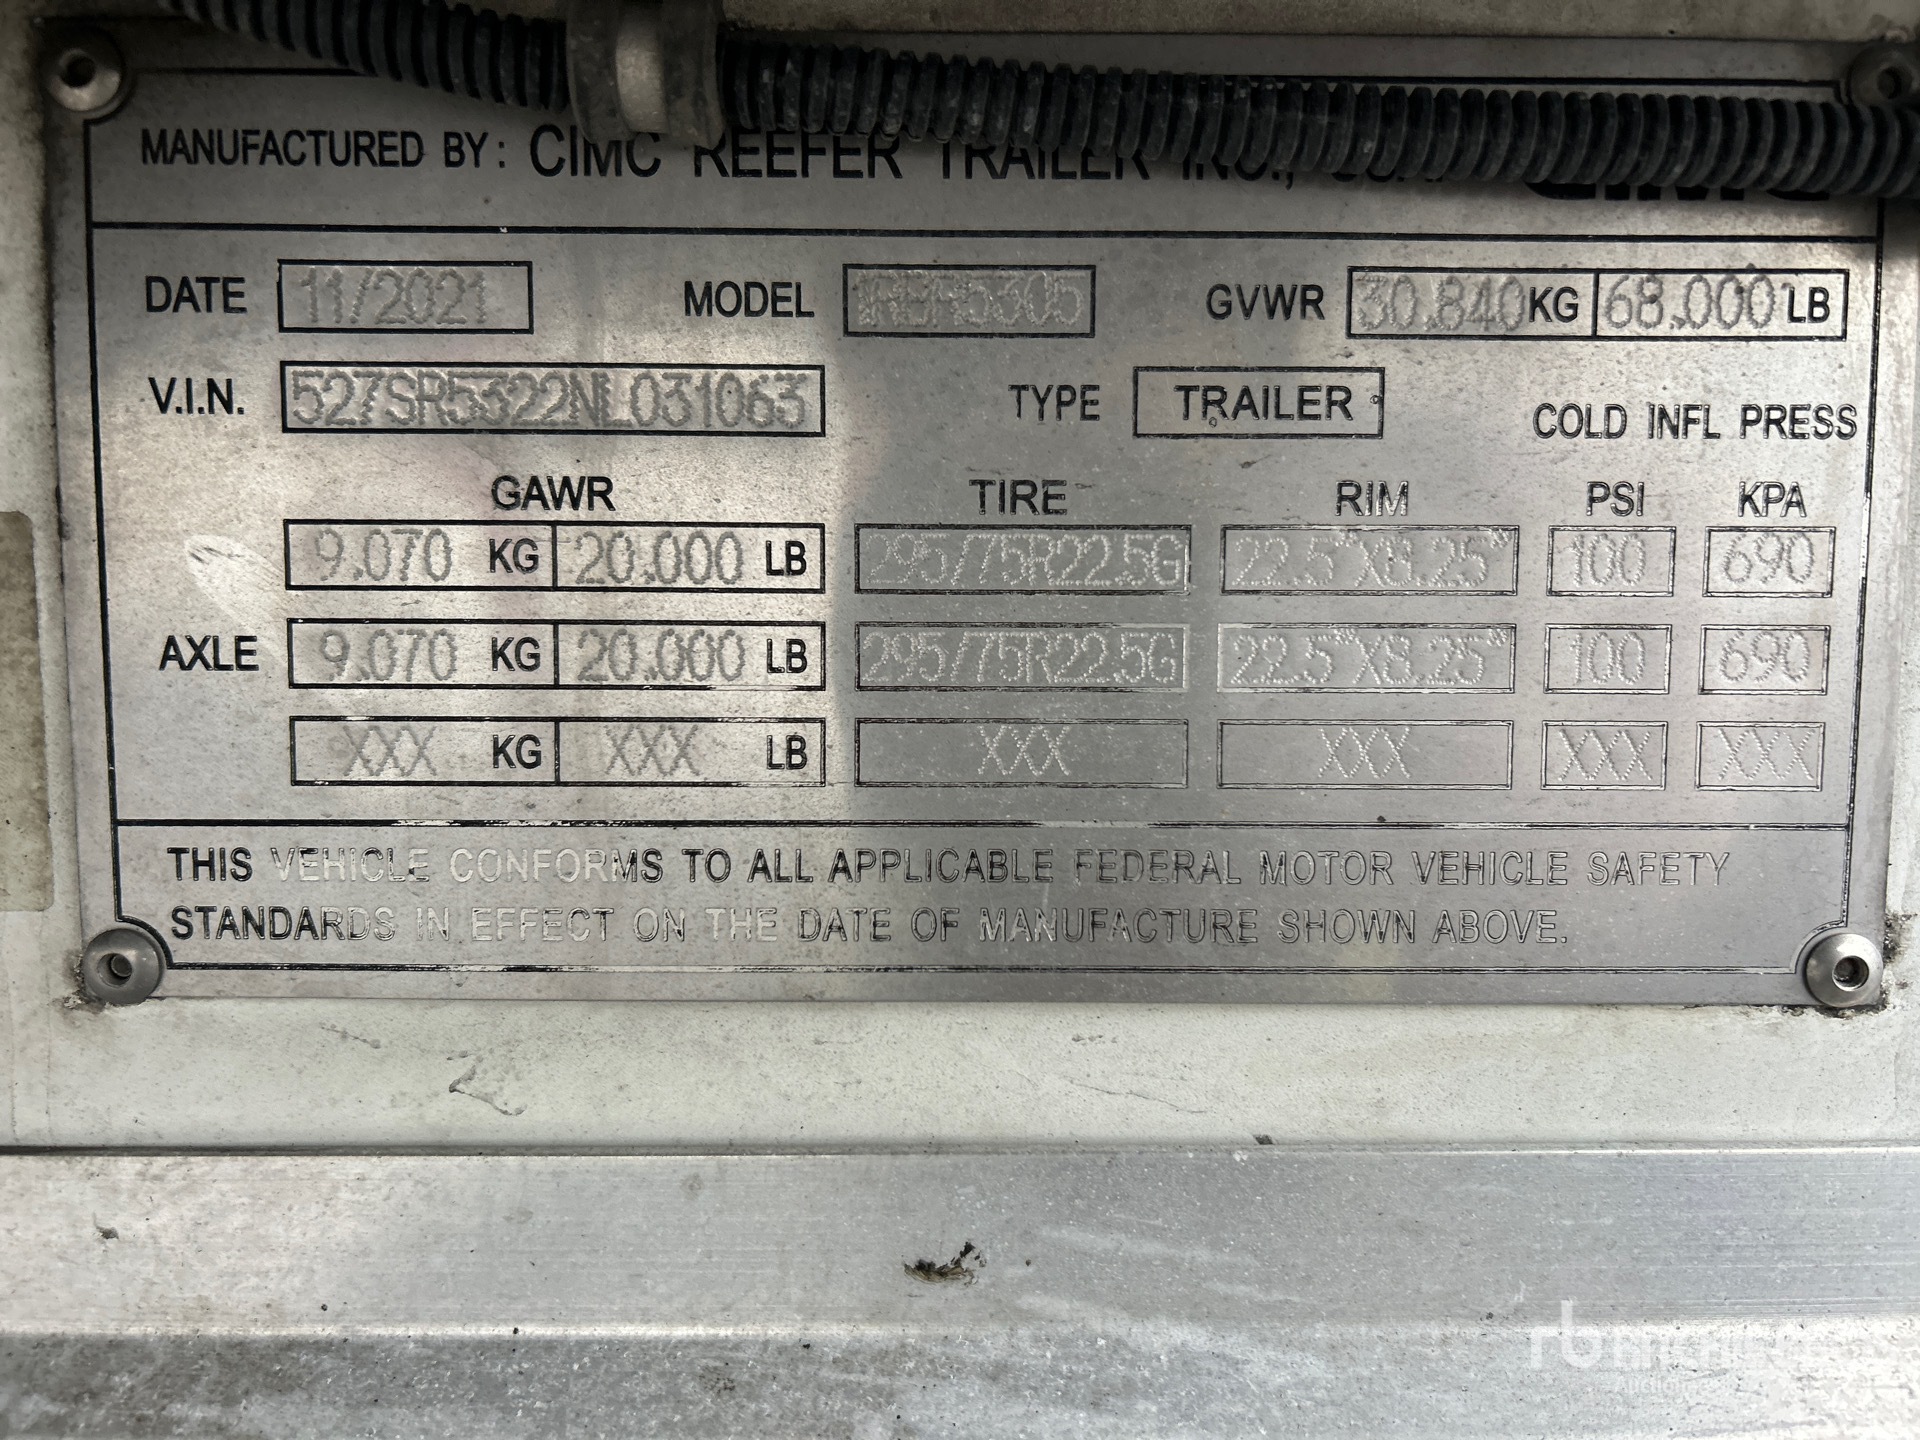 MANUFACTURED BY: CIMC REEFER TRAILER INC.,
DATE 11/2021 MODEL GVWR 30.840 KG 68.000 LB
V.I.N. 527SR5322NL031063 TYPE TRAILER
COLD INFL PRESS
GAWR TIRE RIM PSI KPA
9.070 KG 20.000 LB 295/75R22.5G 22.5"X8.25" 100 690
AXLE 9.070 KG 20.000 LB 295/75R22.5G 22.5"X8.25" 100 690
XXX KG XXX LB XXX XXX XXX XXX
THIS VEHICLE CONFORMS TO ALL APPLICABLE FEDERAL MOTOR VEHICLE SAFETY
STANDARDS IN EFFECT ON THE DATE OF MANUFACTURE SHOWN ABOVE.
rb